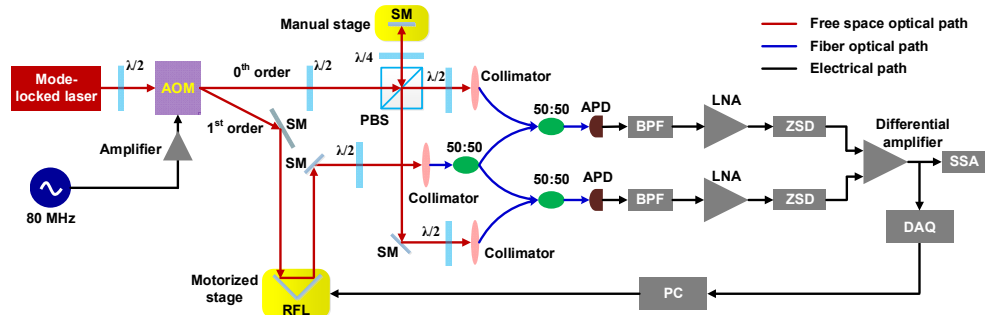 SM
Manual stage
Free space optical path
Fiber optical path
Electrical path
λ/2
λ/4
0th order
λ/2
λ/2
Collimator
Mode-
locked laser
AOM
PBS
50:50
APD
BPF
LNA
ZSD
Differential
amplifier
1st order
SM
Amplifier
SM
λ/2
50:50
SSA
Collimator
50:50
APD
BPF
LNA
ZSD
80 MHz
λ/2
SM
Collimator
DAQ
Motorized
stage
RFL
PC